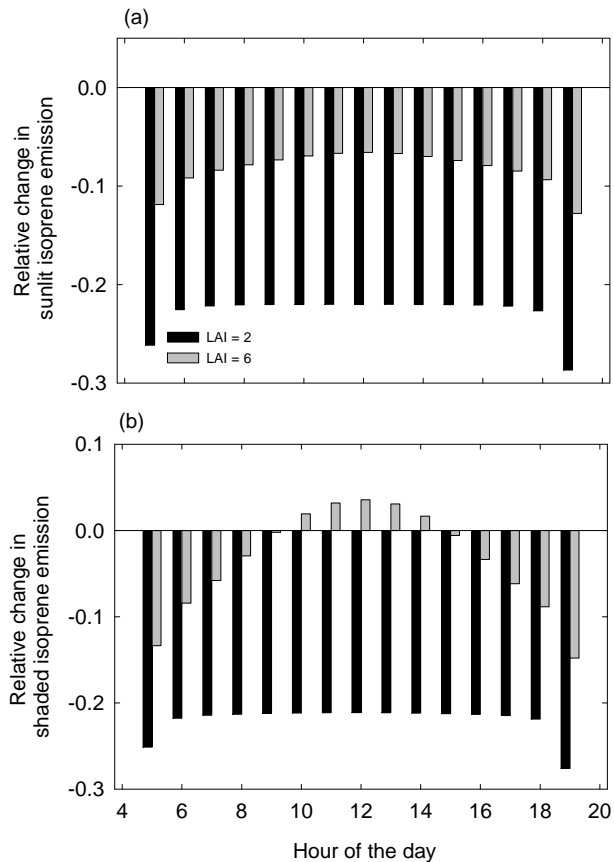 (a)
0.0
-0.1
-0.2
-0.3
Relative change in
sunlit isoprene emission
LAI = 2
LAI = 6
(b)
0.1
0.0
-0.1
-0.2
-0.3
Relative change in
shaded isoprene emission
4 6 8 10 12 14 16 18 20
Hour of the day